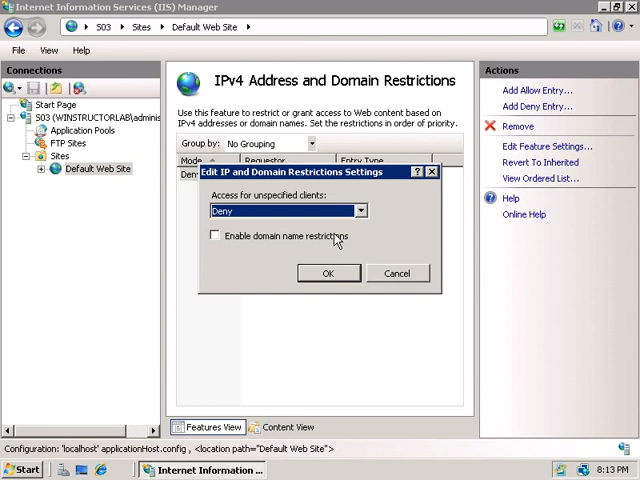 Internet Information Services (IIS) Manager
S03
Sites
Default Web Site
File View Help
Connections
Start Page
S03 (WINSTRUCTORLAB\adminis
Application Pools
FTP Sites
Sites
Default Web Site
IPv4 Address and Domain Restrictions
Use this feature to restrict or grant access to Web content based on
IPv4 addresses or domain names. Set the restrictions in order of priority.
Group by: No Grouping
Mode Requestor Entry Type
Edit IP and Domain Restrictions Settings
Access for unspecified clients:
Deny
Enable domain name restrictions
OK Cancel
Features View Content View
Actions
Add Allow Entry...
Add Deny Entry...
Remove
Edit Feature Settings...
Revert To Inherited
View Ordered List...
Help
Online Help
Configuration: 'localhost' applicationHost.config , <location path="Default Web Site">
Start
Internet Information ...
8:13 PM